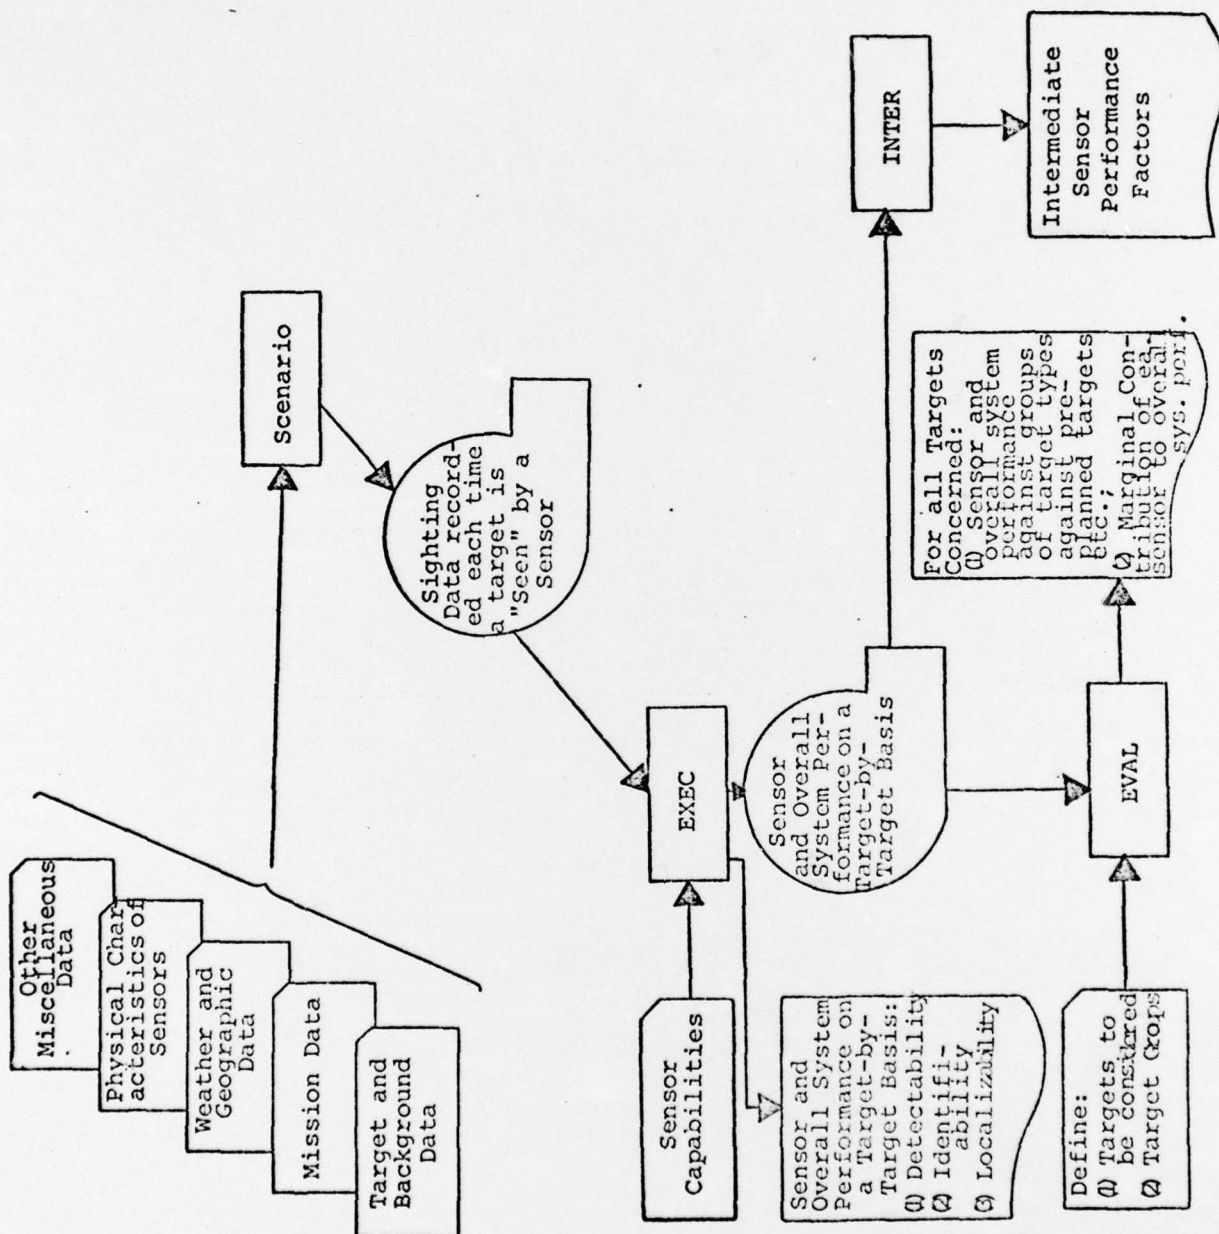 Other
Miscellaneous
Data
Physical Char
acteristics of
Sensors
Weather and
Geographic
Data
Mission Data
Target and
Background
Data
Scenario
Sighting
Data record-
ed each time
a target is
"Seen" by a
Sensor
Sensor
Capabilities
EXEC
Sensor and
Overall System
Performance on
a Target-by-
Target Basis:
(1) Detectability
(2) Identifi-
ability
(3) Localizability
Sensor
and Overall
System Per-
formance on a
Target-by-
Target Basis
Define:
(1) Targets to
be considered
(2) Target
EVAL
For all Targets
Concerned:
(1) Sensor and
overall system
performance
against groups
of target types
against pre-
planned targets
etc.;
(2) Marginal Con-
tribution of ea.
sensor to overal
sys. perf.
INTER
Intermediate
Sensor
Performance
Factors